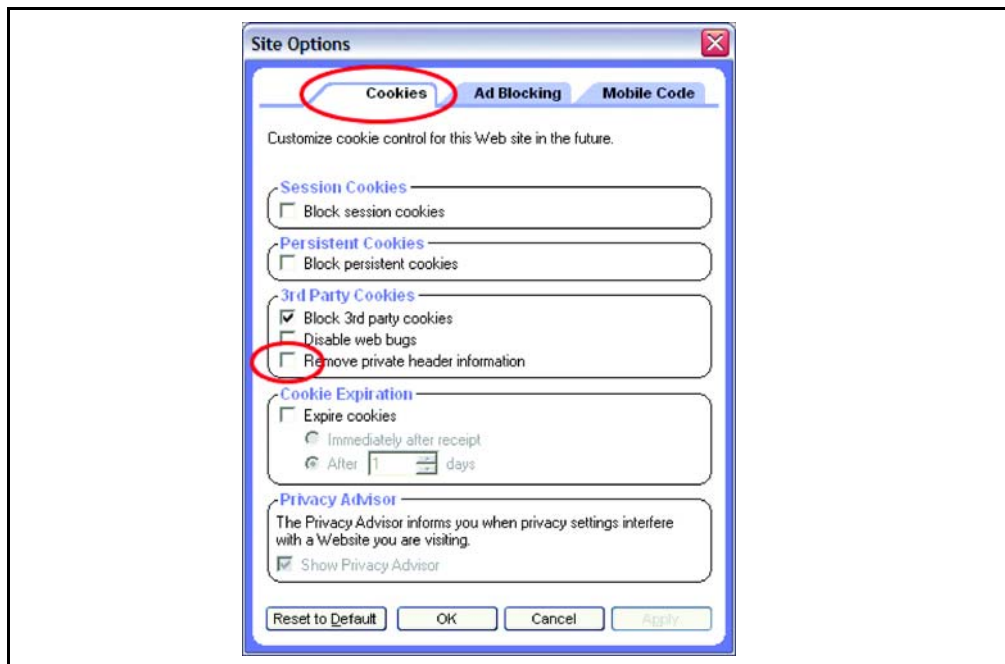 Site Options
Cookies Ad Blocking Mobile Code
Customize cookie control for this Web site in the future.
Session Cookies
Block session cookies
Persistent Cookies
Block persistent cookies
3rd Party Cookies
Block 3rd party cookies
Disable web bugs
Remove private header information
Cookie Expiration
Expire cookies
Immediately after receipt
After 1 days
Privacy Advisor
The Privacy Advisor informs you when privacy settings interfere
with a Website you are visiting.
Show Privacy Advisor
Reset to Default OK Cancel Apply